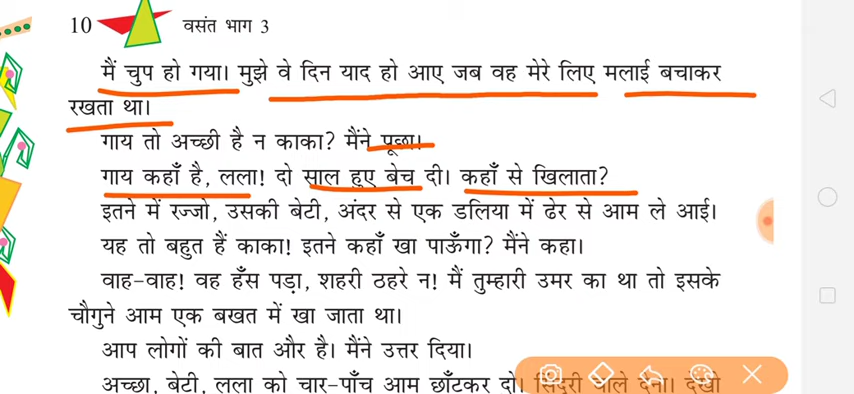 10 वसंत भाग 3
मैं चुप हो गया। मुझे वे दिन याद हो आए जब वह मेरे लिए मलाई बचाकर
रखता था।
गाय तो अच्छी है न काका? मैंने पूछा।
गाय कहाँ है, लला! दो साल हुए बेच दी। कहाँ से खिलाता?
इतने में रज्जो, उसकी बेटी, अंदर से एक डलिया में ढेर से आम ले आई।
यह तो बहुत हैं काका! इतने कहाँ खा पाऊँगा? मैंने कहा।
वाह-वाह! वह हँस पड़ा, शहरी ठहरे न! मैं तुम्हारी उमर का था तो इसके
चौगुने आम एक बखत में खा जाता था।
आप लोगों की बात और है। मैंने उत्तर दिया।
अच्छा, बेटी, लला को चार-पाँच आम छाँटकर दो। सिंदूरी वाले देना। देखो